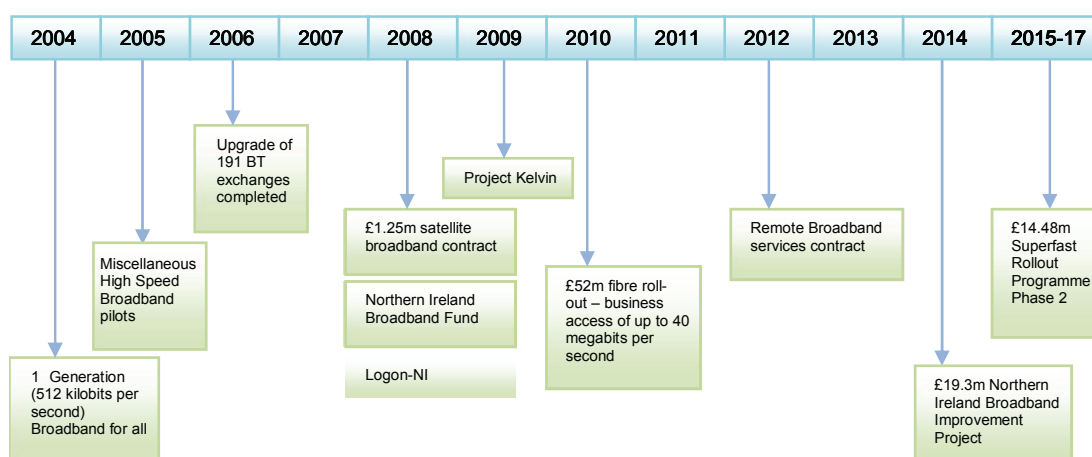 2004 2005 2006 2007 2008 2009 2010 2011 2012 2013 2014 2015-17
Upgrade of
191 BT
exchanges
completed
Project Kelvin
£1.25m satellite
broadband contract
Remote Broadband
services contract
£14.48m
Superfast
Rollout
Programme
Phase 2
Miscellaneous
High Speed
Broadband
pilots
£52m fibre roll-
out – business
access of up to 40
megabits per
second
Northern Ireland
Broadband Fund
Logon-NI
1 Generation
(512 kilobits per
second)
Broadband for all
£19.3m Northern
Ireland Broadband
Improvement
Project